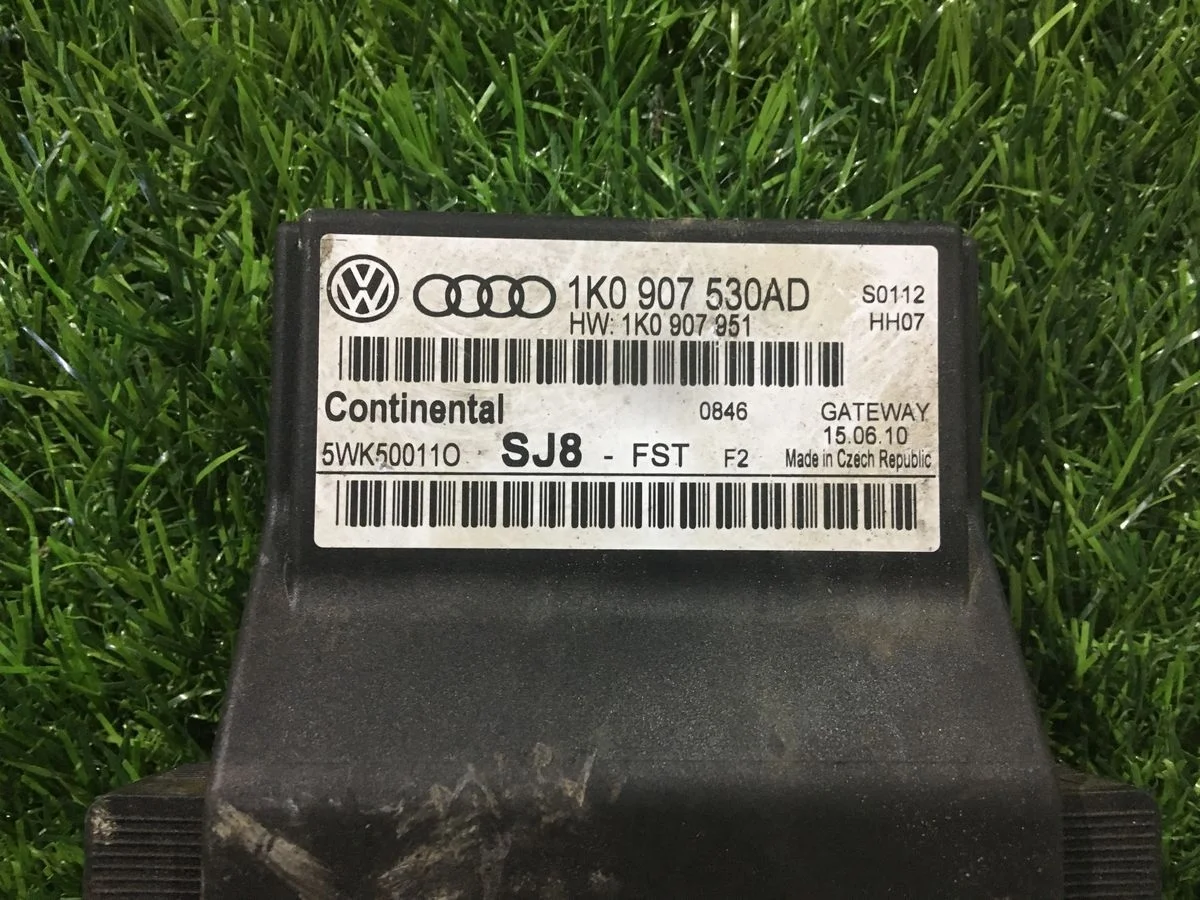 1K0 907 530AD S0112
HW: 1K0 907 951 HH07
Continental 0846 GATEWAY
15.06.10
5WK50011O SJ8 - FST F2 Made in Czech Republic